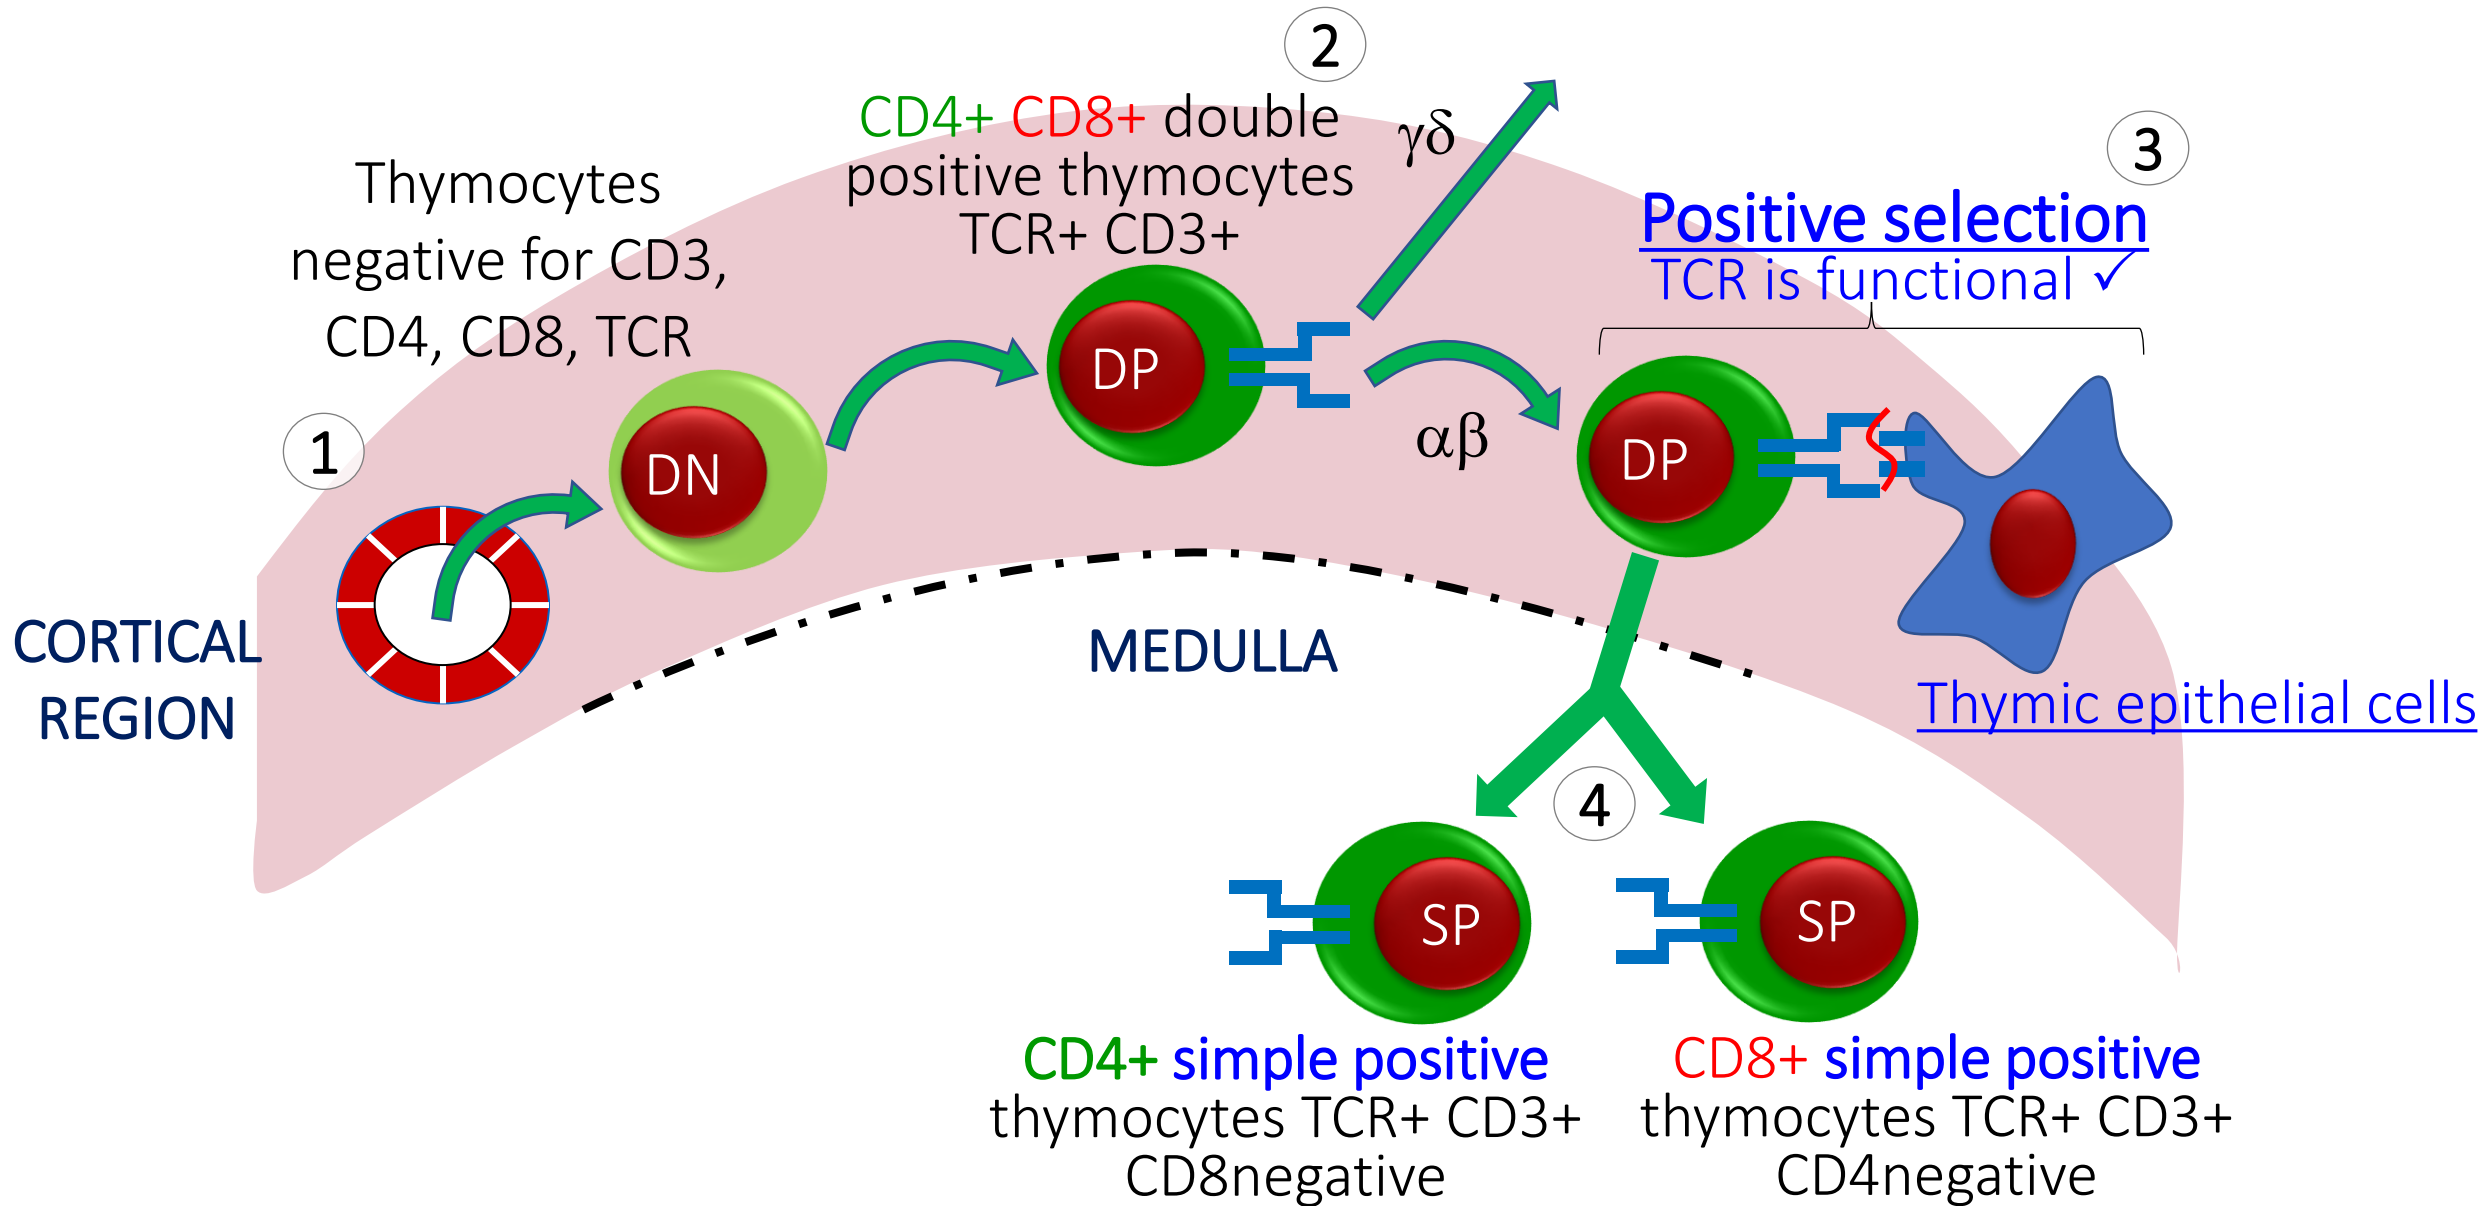 1
Thymocytes
negative for CD3,
CD4, CD8, TCR
DN
2
CD4+ CD8+ double
positive thymocytes
TCR+ CD3+
DP
γδ
αβ
3
Positive selection
TCR is functional ✓
DP
Thymic epithelial cells
CORTICAL
REGION
MEDULLA
4
SP
CD4+ simple positive
thymocytes TCR+ CD3+
CD8negative
SP
CD8+ simple positive
thymocytes TCR+ CD3+
CD4negative